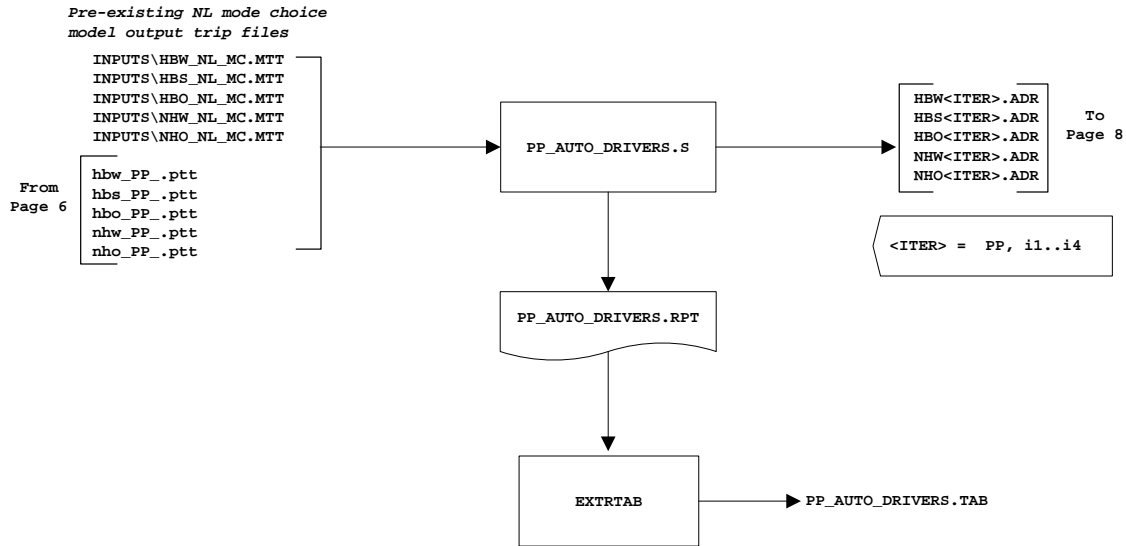 Pre-existing NL mode choice
model output trip files
INPUTS\HBW_NL_MC.MTT
INPUTS\HBS_NL_MC.MTT
INPUTS\HBO_NL_MC.MTT
INPUTS\NHW_NL_MC.MTT
INPUTS\NHO_NL_MC.MTT
From
Page 6
hbw_PP_.ptt
hbs_PP_.ptt
hbo_PP_.ptt
nhw_PP_.ptt
nho_PP_.ptt
PP_AUTO_DRIVERS.S
HBW<ITER>.ADR
HBS<ITER>.ADR
HBO<ITER>.ADR
NHW<ITER>.ADR
NHO<ITER>.ADR
To
Page 8
<ITER> = PP, i1..i4
PP_AUTO_DRIVERS.RPT
EXTRTAB
PP_AUTO_DRIVERS.TAB